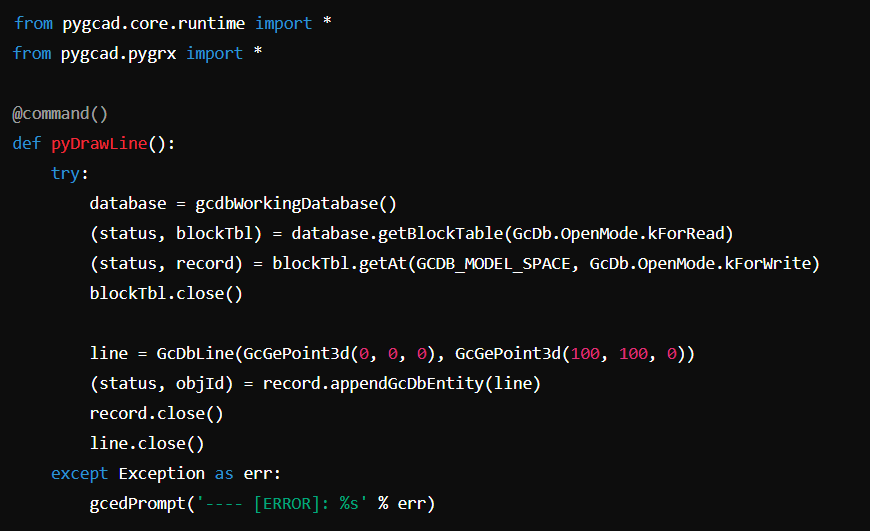 from pygcad.core.runtime import *
from pygcad.pygrx import *

@command()
def pyDrawLine():
    try:
        database = gcdbWorkingDatabase()
        (status, blockTbl) = database.getBlockTable(GcDb.OpenMode.kForRead)
        (status, record) = blockTbl.getAt(GCDB_MODEL_SPACE, GcDb.OpenMode.kForWrite)
        blockTbl.close()

        line = GcDbLine(GcGePoint3d(0, 0, 0), GcGePoint3d(100, 100, 0))
        (status, objId) = record.appendGcDbEntity(line)
        record.close()
        line.close()
    except Exception as err:
        gcedPrompt('---- [ERROR]: %s' % err)